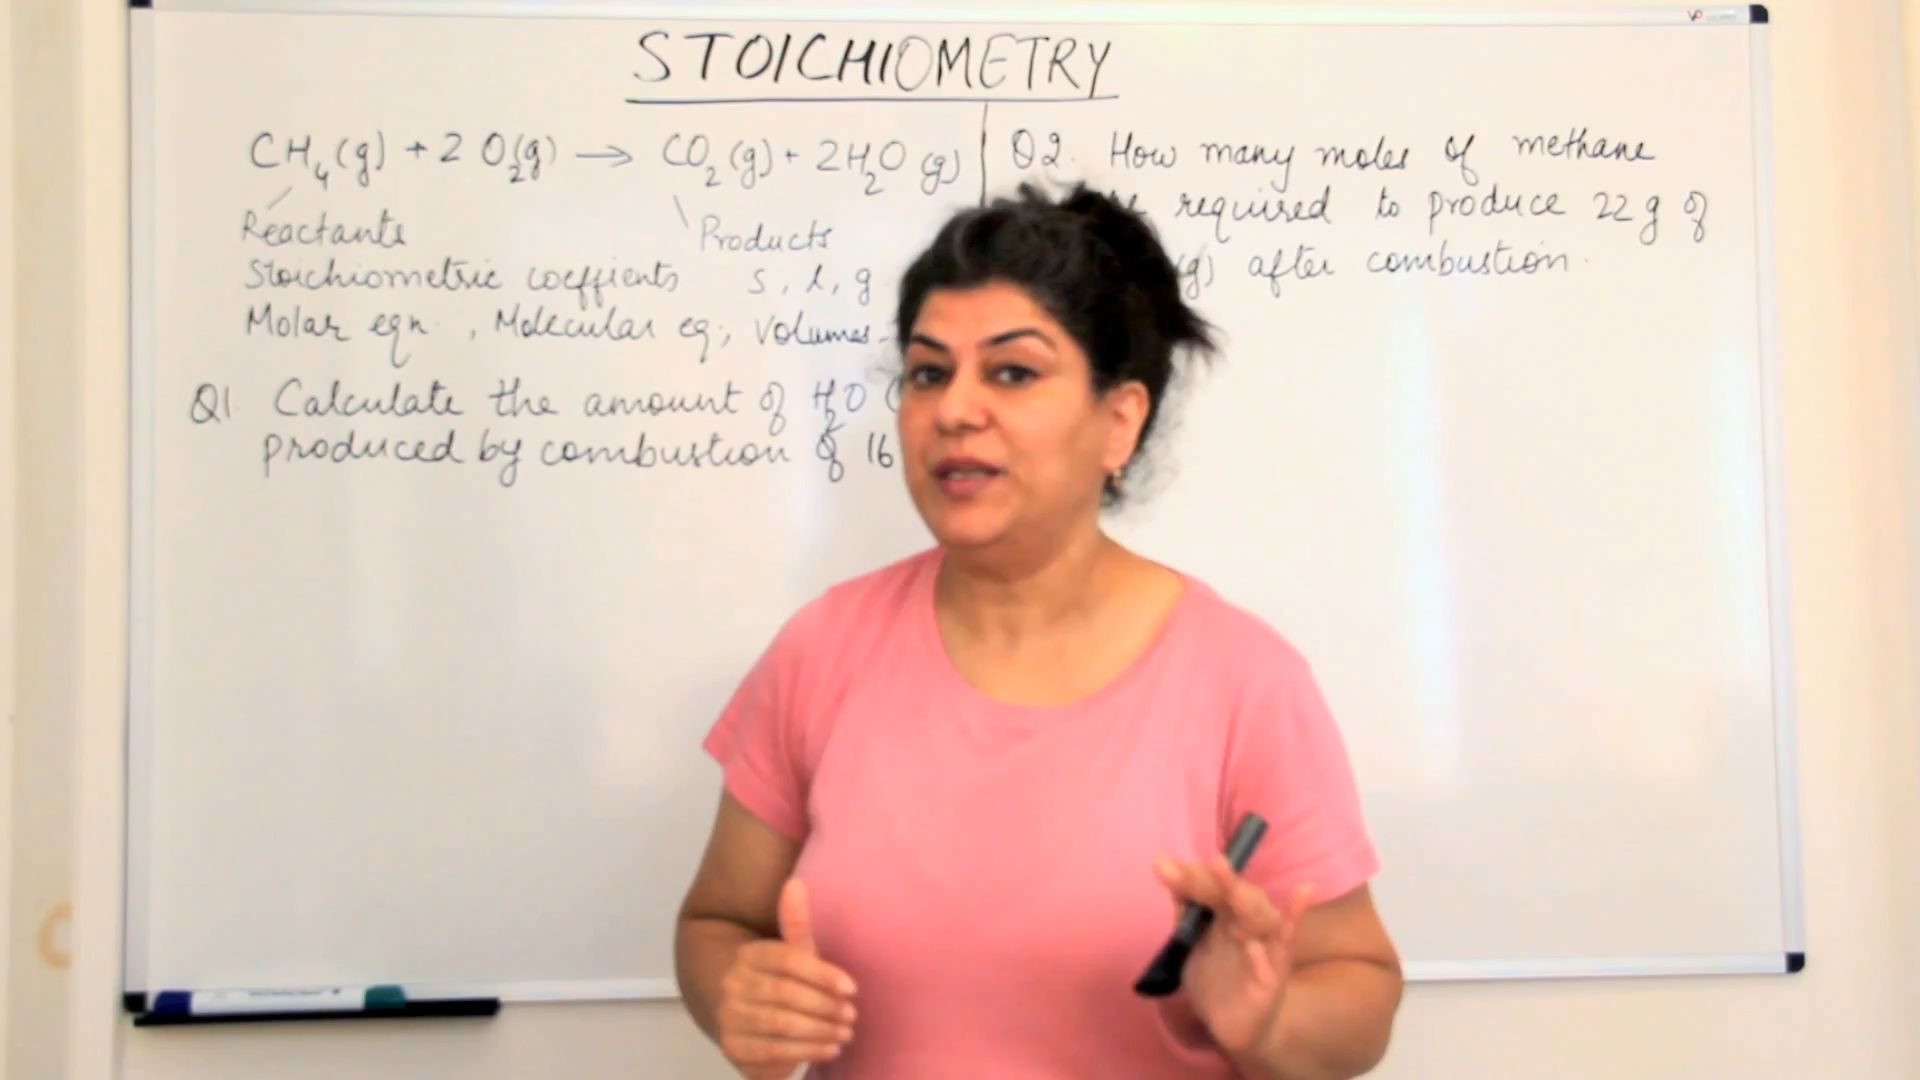 STOICHIOMETRY
CH₄(g) + 2 O₂(g) → CO₂(g) + 2H₂O (g)
Reactants
Products
Stoichiometric coeffients s, l, g
Molar eqn. , Molecular eq, Volumes
Q1 Calculate the amount of H₂O (
produced by combustion of 16
Q2. How many moles of methane
required to produce 22g of
(g) after combustion.